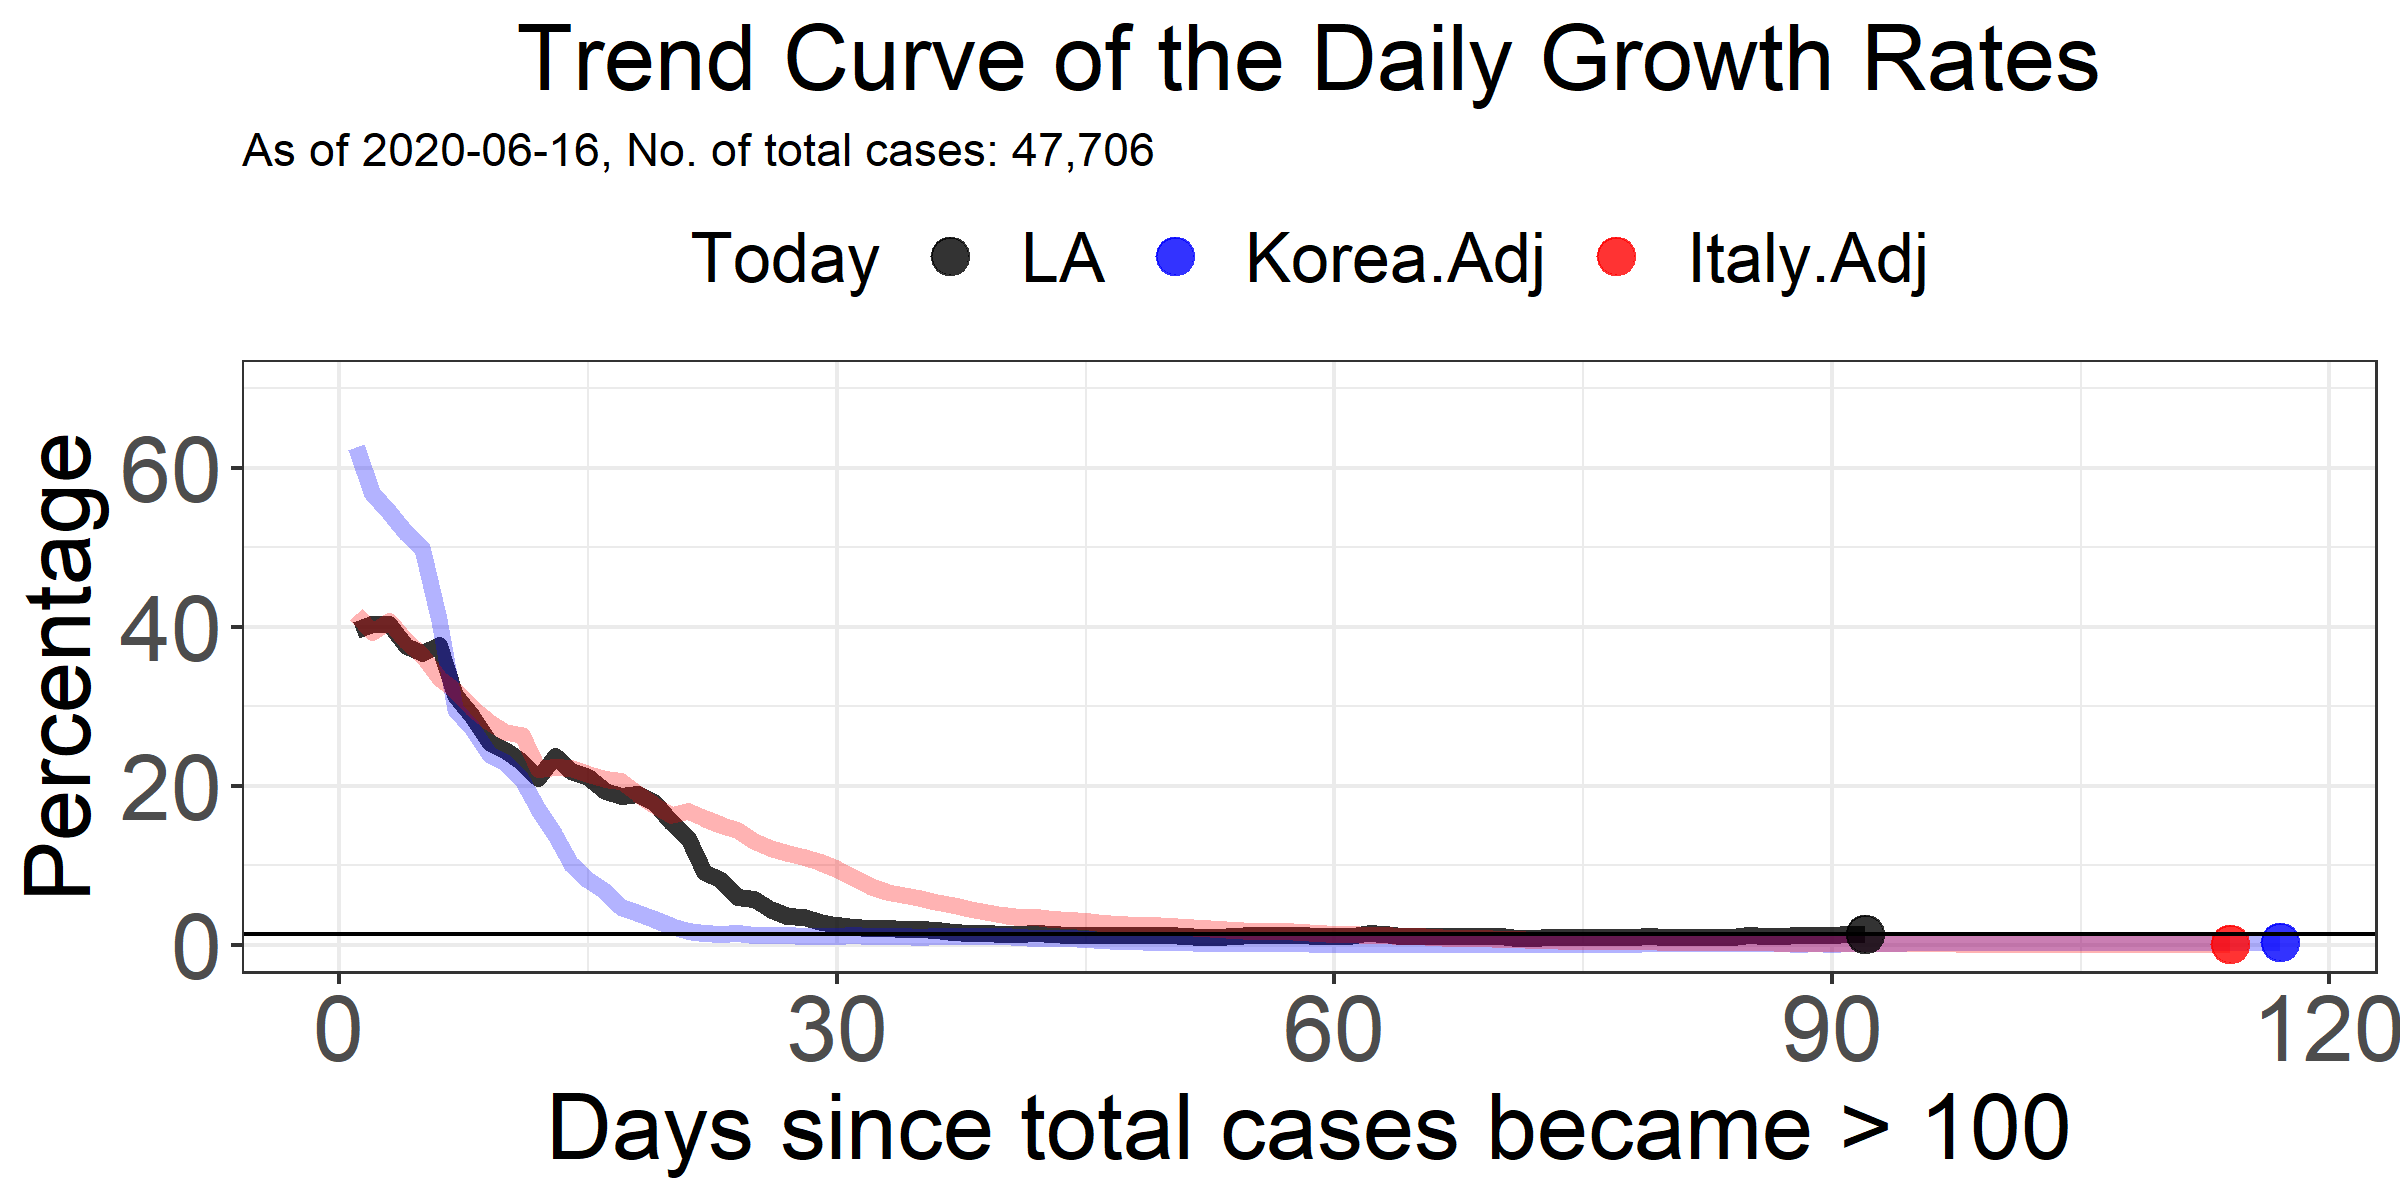 Trend Curve of the Daily Growth Rates
As of 2020-06-16, No. of total cases: 47,706
Today LA Korea.Adj Italy.Adj
Percentage
60
40
20
0
0 30 60 90 120
Days since total cases became > 100